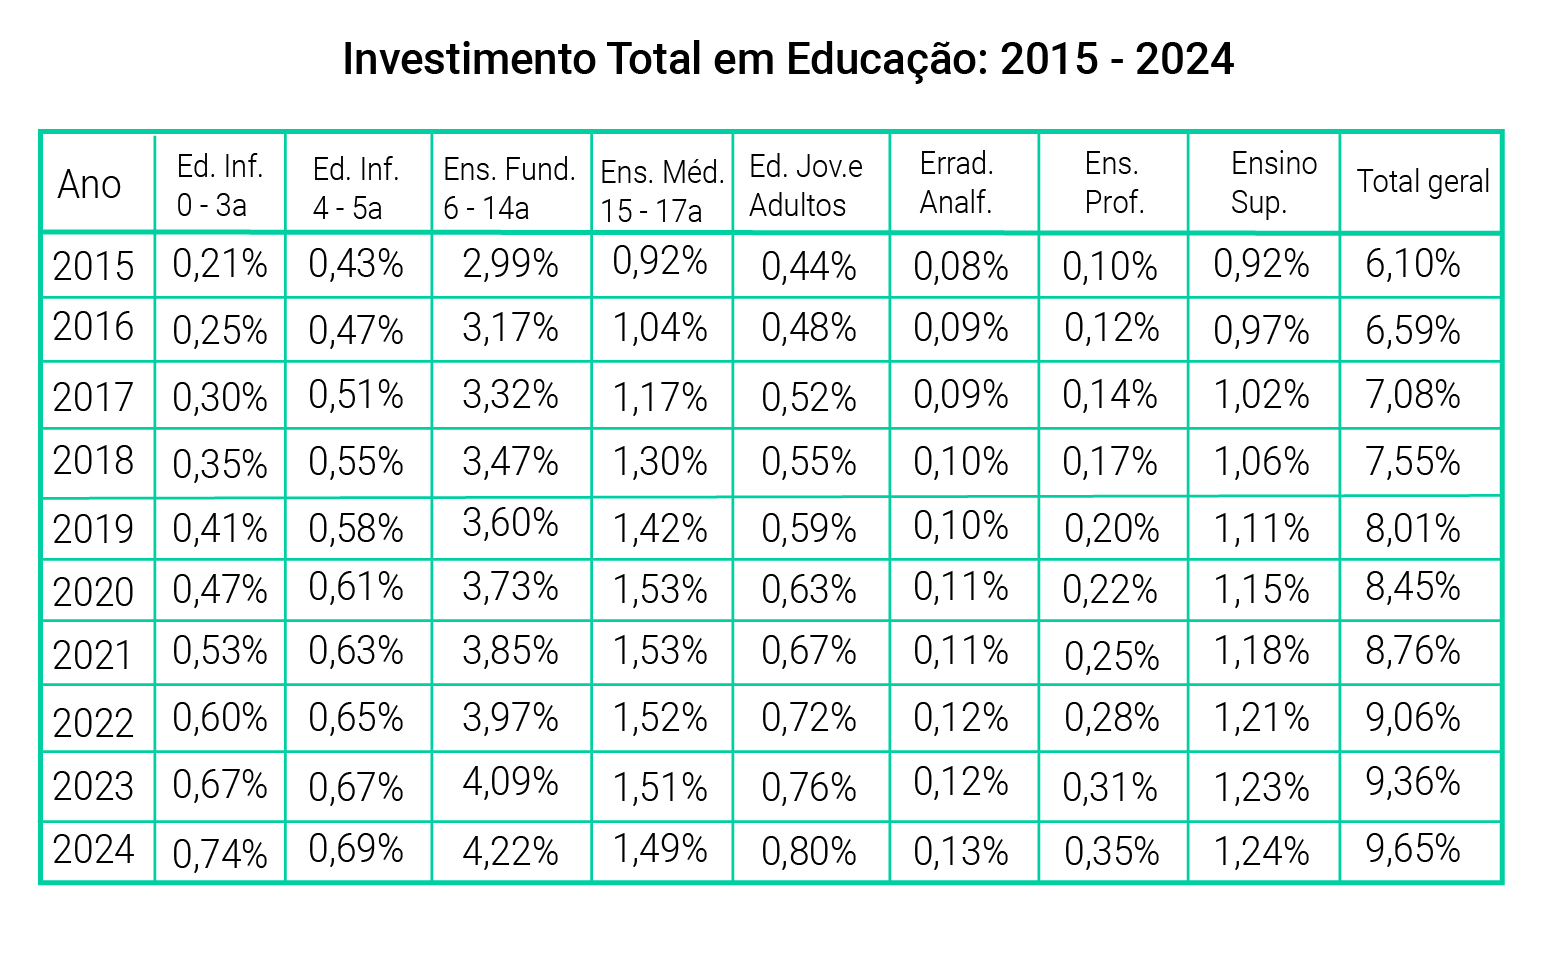 Investimento Total em Educação: 2015 - 2024
Ano Ed. Inf. 0 - 3a Ed. Inf. 4 - 5a Ens. Fund. 6 - 14a Ens. Méd. 15 - 17a Ed. Jov.e Adultos Errad. Analf. Ens. Prof. Ensino Sup. Total geral
2015 0,21% 0,43% 2,99% 0,92% 0,44% 0,08% 0,10% 0,92% 6,10%
2016 0,25% 0,47% 3,17% 1,04% 0,48% 0,09% 0,12% 0,97% 6,59%
2017 0,30% 0,51% 3,32% 1,17% 0,52% 0,09% 0,14% 1,02% 7,08%
2018 0,35% 0,55% 3,47% 1,30% 0,55% 0,10% 0,17% 1,06% 7,55%
2019 0,41% 0,58% 3,60% 1,42% 0,59% 0,10% 0,20% 1,11% 8,01%
2020 0,47% 0,61% 3,73% 1,53% 0,63% 0,11% 0,22% 1,15% 8,45%
2021 0,53% 0,63% 3,85% 1,53% 0,67% 0,11% 0,25% 1,18% 8,76%
2022 0,60% 0,65% 3,97% 1,52% 0,72% 0,12% 0,28% 1,21% 9,06%
2023 0,67% 0,67% 4,09% 1,51% 0,76% 0,12% 0,31% 1,23% 9,36%
2024 0,74% 0,69% 4,22% 1,49% 0,80% 0,13% 0,35% 1,24% 9,65%